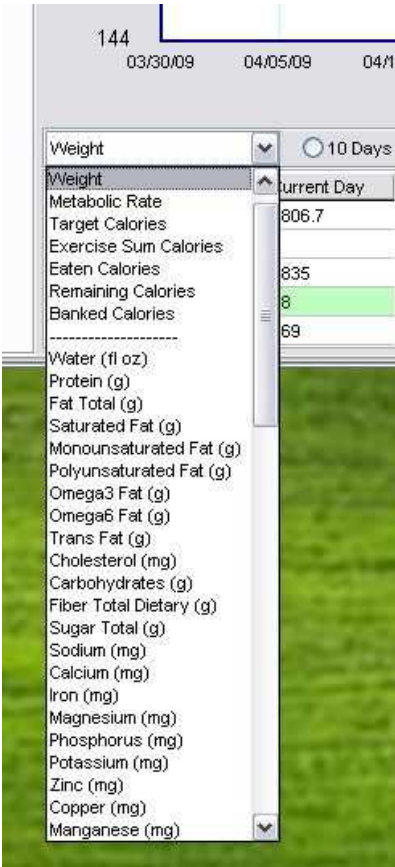 144
03/30/09 04/05/09 04/1
Weight 10 Days
Current Day
Weight
Metabolic Rate
806.7
Target Calories
Exercise Sum Calories
Eaten Calories
835
Remaining Calories
8
Banked Calories
69
-------------------
Water (fl oz)
Protein (g)
Fat Total (g)
Saturated Fat (g)
Monounsaturated Fat (g)
Polyunsaturated Fat (g)
Omega3 Fat (g)
Omega6 Fat (g)
Trans Fat (g)
Cholesterol (mg)
Carbohydrates (g)
Fiber Total Dietary (g)
Sugar Total (g)
Sodium (mg)
Calcium (mg)
Iron (mg)
Magnesium (mg)
Phosphorus (mg)
Potassium (mg)
Zinc (mg)
Copper (mg)
Manganese (mg)